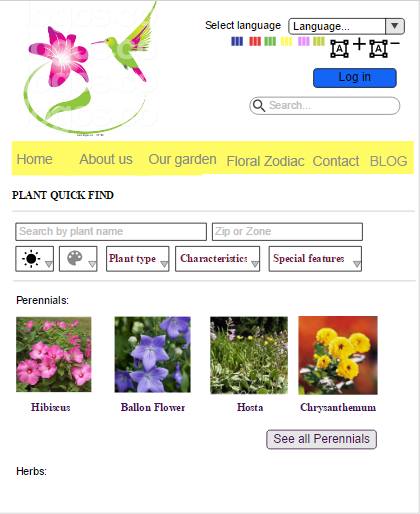 Select language
Language...
A + A −
Log in
Search...
Home About us Our garden Floral Zodiac Contact BLOG
PLANT QUICK FIND
Search by plant name
Zip or Zone
Plant type
Characteristics
Special features
Perennials:
Hibiscus
Ballon Flower
Hosta
Chrysanthemum
See all Perennials
Herbs: